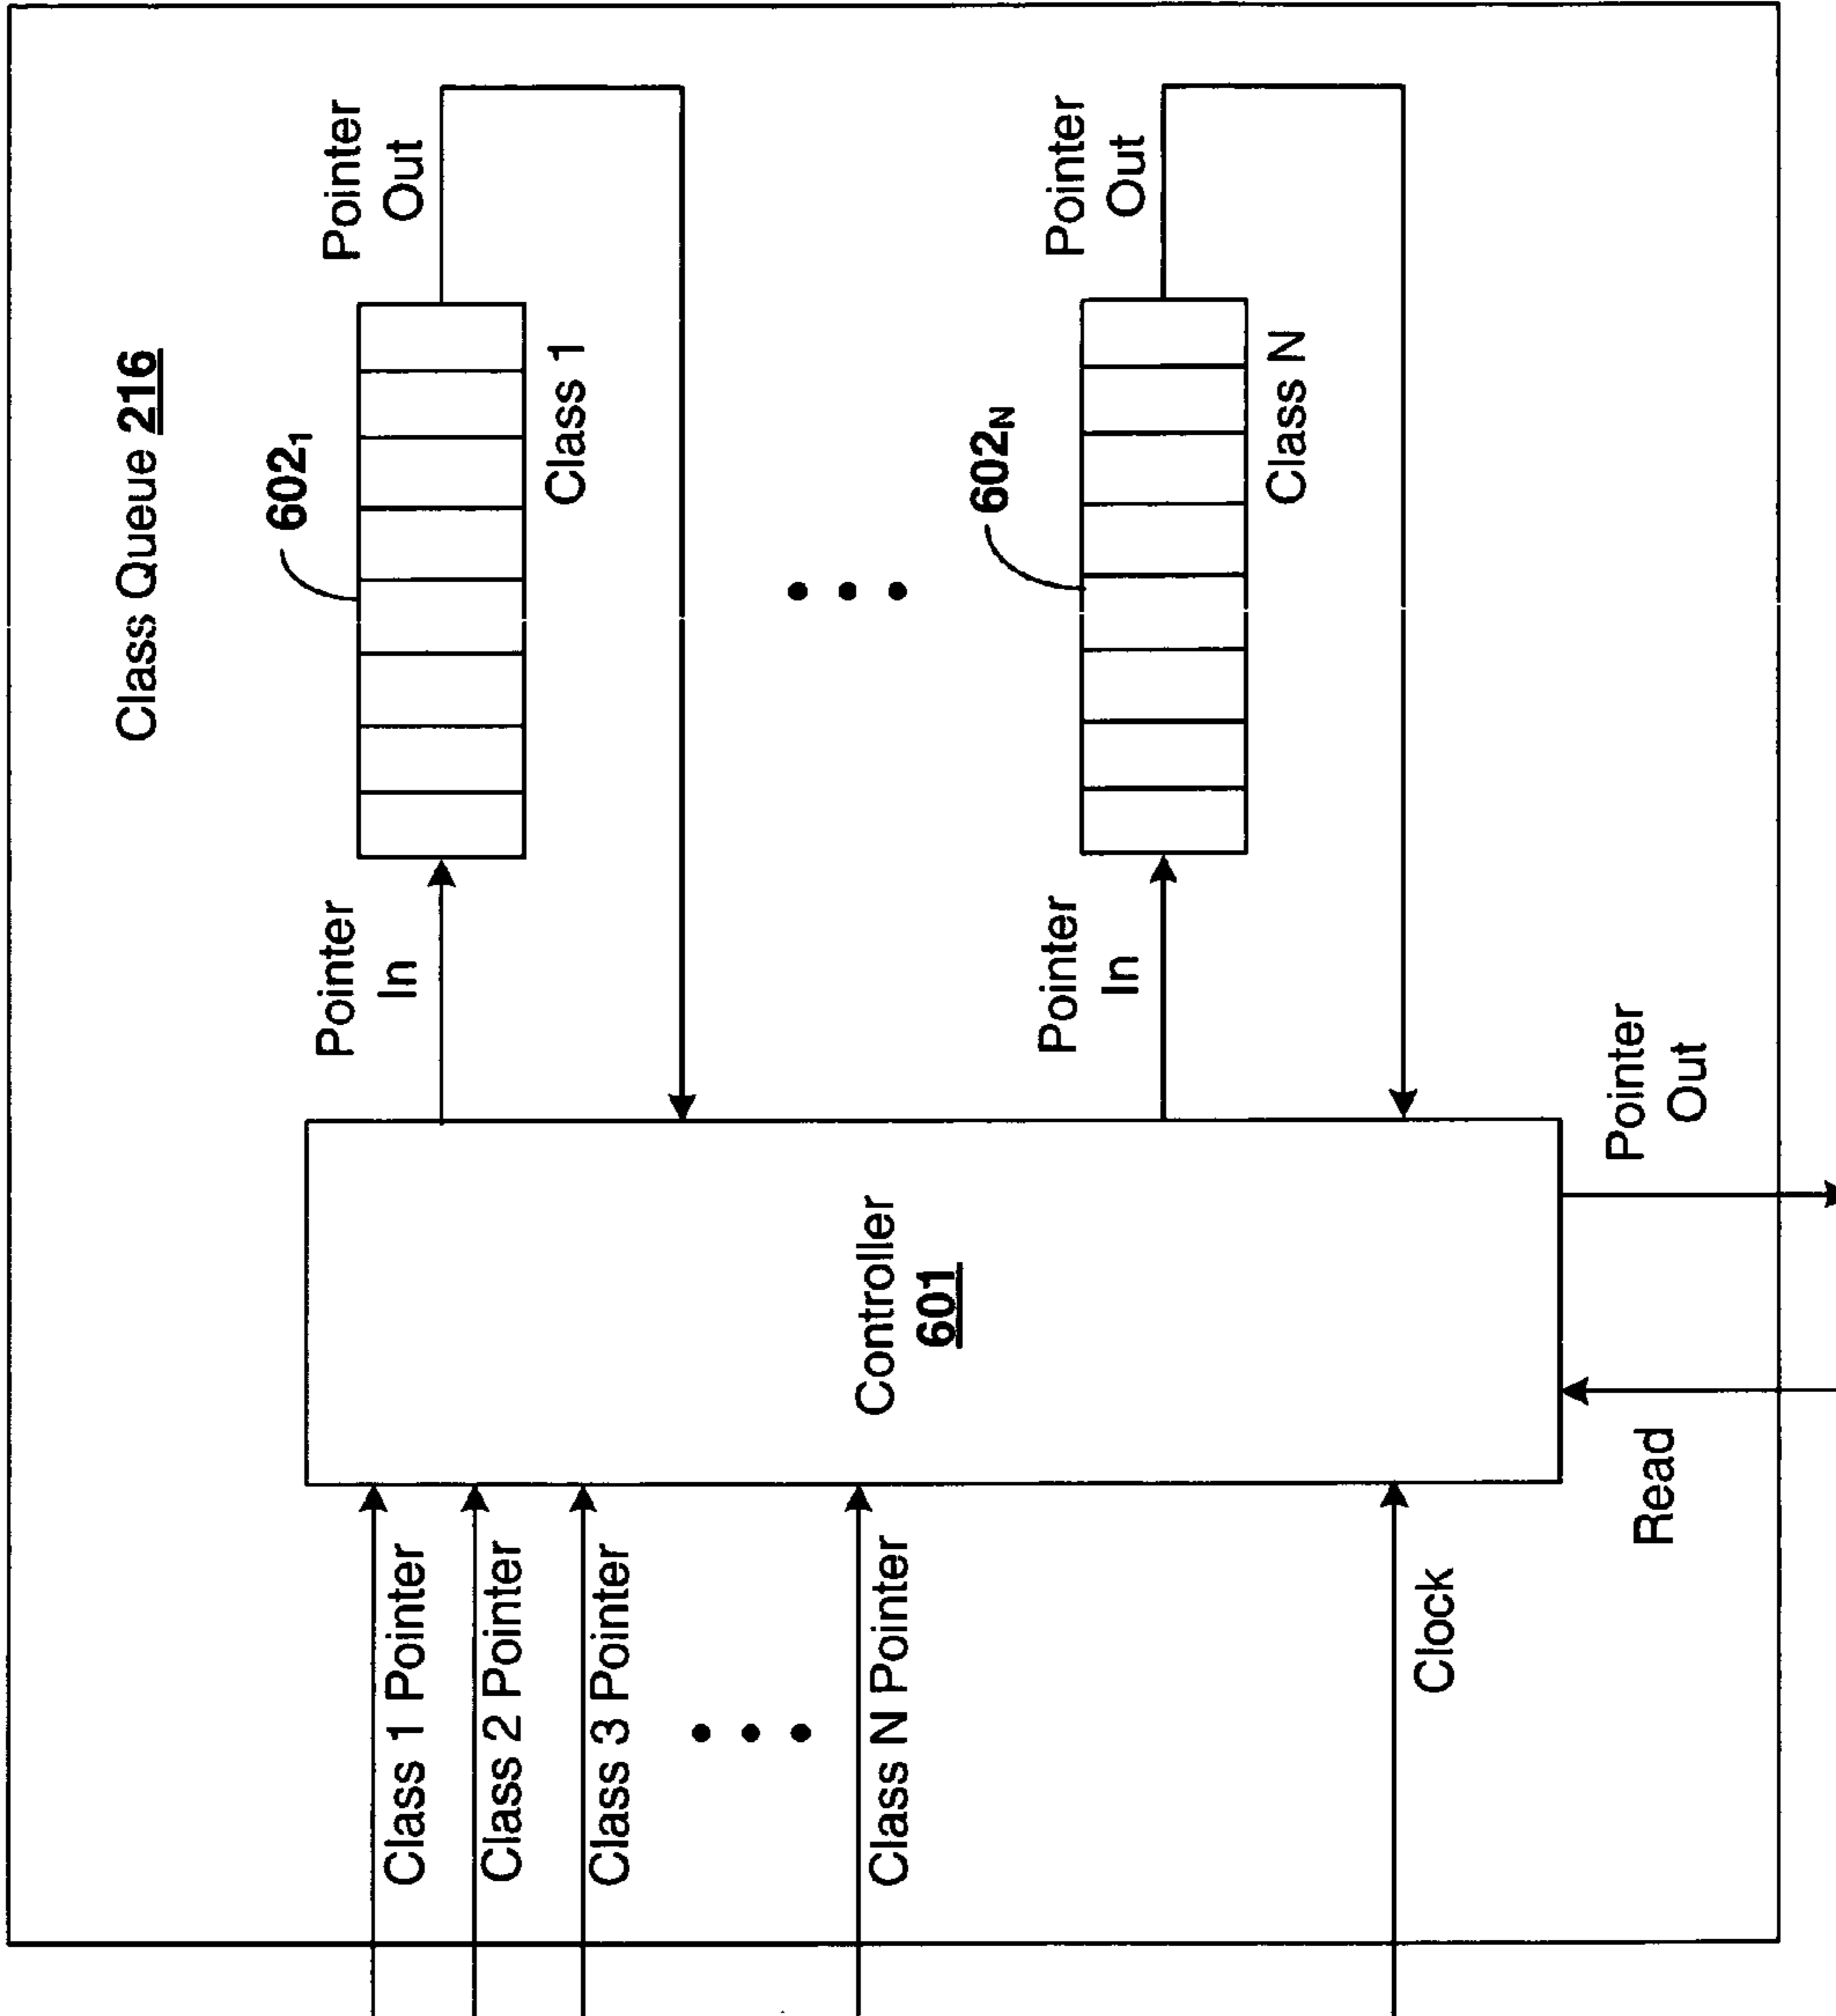 Class Queue 216
602₁
Pointer
In
Pointer
Out
Class 1
602N
Pointer
In
Pointer
Out
Class N
Controller
601
Class 1 Pointer
Class 2 Pointer
Class 3 Pointer
Class N Pointer
Clock
Read
Pointer
Out